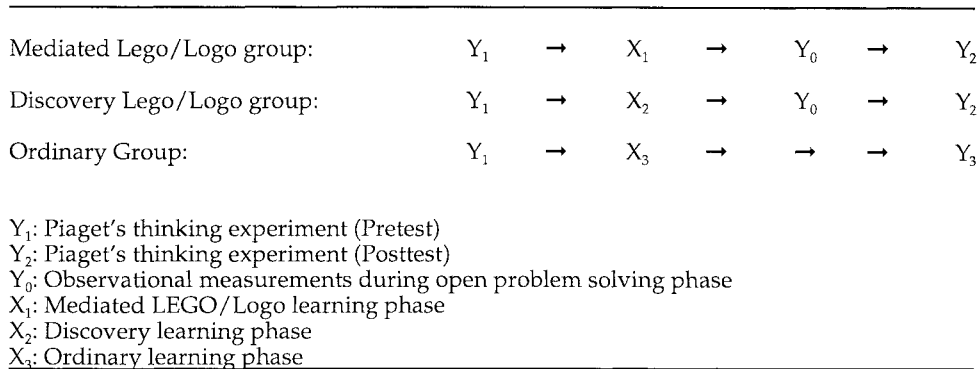 Mediated Lego/Logo group: Y₁ → X₁ → Y₀ → Y₂
Discovery Lego/Logo group: Y₁ → X₂ → Y₀ → Y₂
Ordinary Group: Y₁ → X₃ → → → Y₃
Y₁: Piaget's thinking experiment (Pretest)
Y₂: Piaget's thinking experiment (Posttest)
Y₀: Observational measurements during open problem solving phase
X₁: Mediated LEGO/Logo learning phase
X₂: Discovery learning phase
X₃: Ordinary learning phase